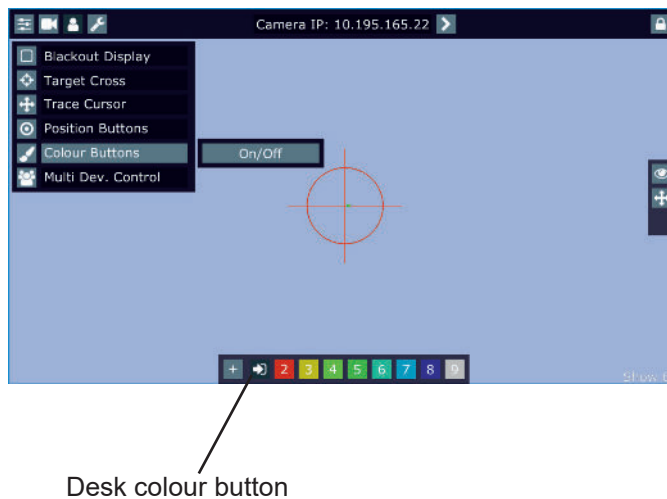 Camera IP: 10.195.165.22
Blackout Display
Target Cross
Trace Cursor
Position Buttons
Colour Buttons
On/Off
Multi Dev. Control
+ 2 3 4 5 6 7 8 9
Show
Desk colour button